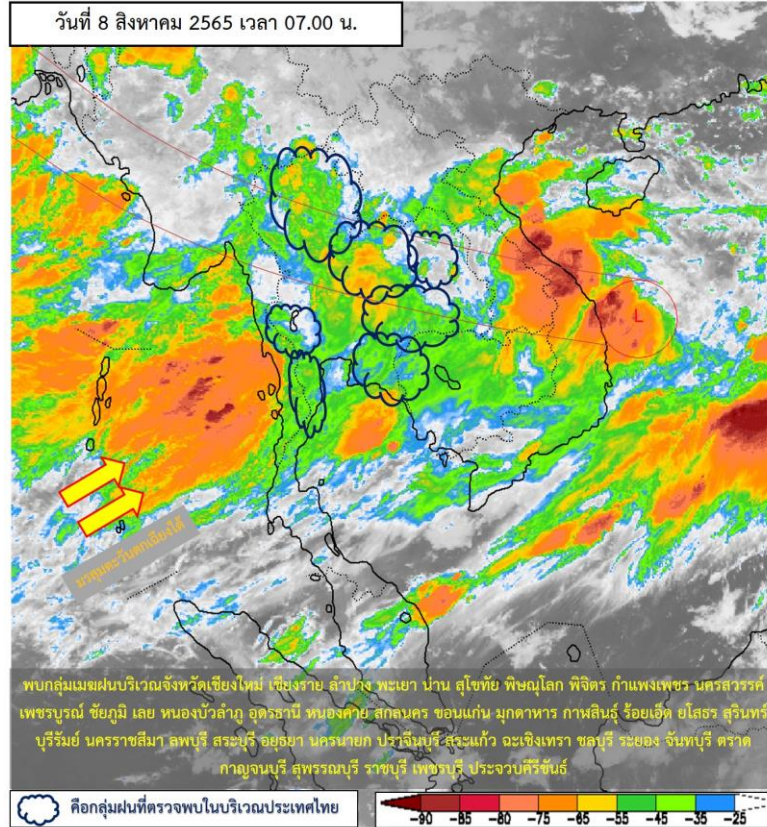 วันที่ 8 สิงหาคม 2565 เวลา 07.00 น.
L
มรสุมตะวันตกเฉียงใต้
พบกลุ่มเมฆฝนบริเวณจังหวัดเชียงใหม่ เชียงราย ลำปาง พะเยา น่าน สุโขทัย พิษณุโลก พิจิตร กำแพงเพชร นครสวรรค์
เพชรบูรณ์ ชัยภูมิ เลย หนองบัวลำภู อุดรธานี หนองคาย สกลนคร ขอนแก่น มุกดาหาร กาฬสินธุ์ ร้อยเอ็ด ยโสธร สุรินทร์
บุรีรัมย์ นครราชสีมา ลพบุรี สระบุรี อยุธยา นครนายก ปราจีนบุรี สระแก้ว ฉะเชิงเทรา ชลบุรี ระยอง จันทบุรี ตราด
กาญจนบุรี สุพรรณบุรี ราชบุรี เพชรบุรี ประจวบคีรีขันธ์
คือกลุ่มฝนที่ตรวจพบในบริเวณประเทศไทย
-90 -85 -80 -75 -65 -55 -45 -35 -25